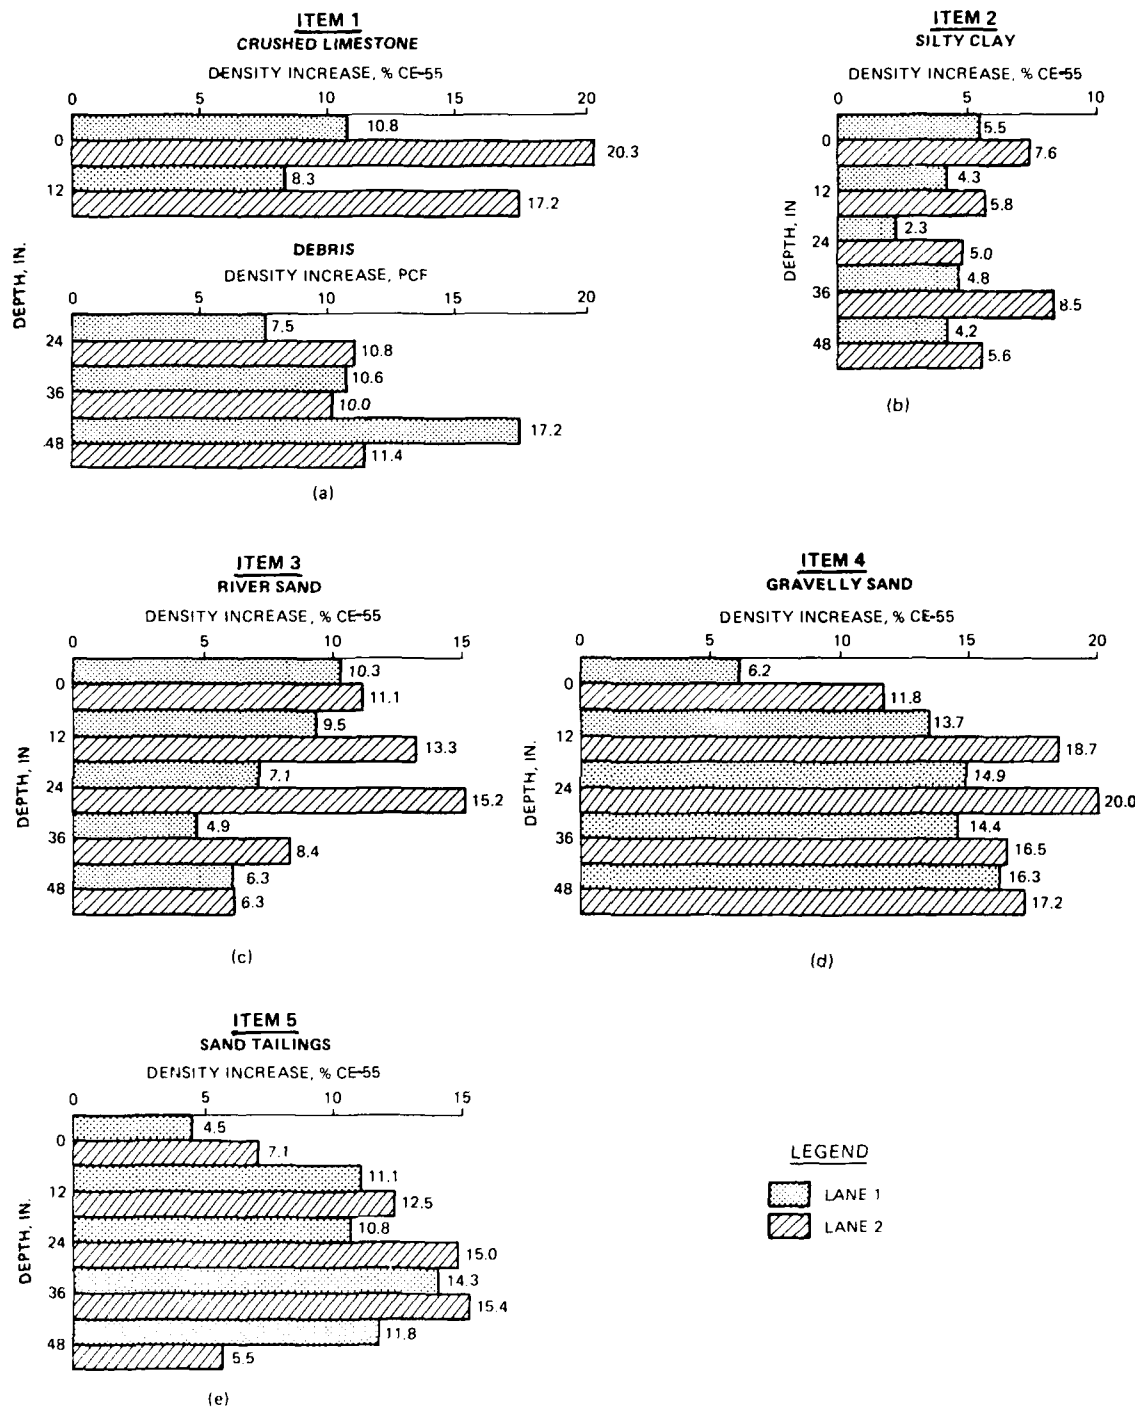 ITEM 1
CRUSHED LIMESTONE
DENSITY INCREASE, % CE-55
0 5 10 15 20
DEPTH, IN.
0
12
10.8
20.3
8.3
17.2
DEBRIS
DENSITY INCREASE, PCF
0 5 10 15 20
24
36
48
7.5
10.8
10.6
10.0
17.2
11.4
(a)
ITEM 2
SILTY CLAY
DENSITY INCREASE, % CE-55
0 5 10
DEPTH, IN
0
12
24
36
48
5.5
7.6
4.3
5.8
2.3
5.0
4.8
8.5
4.2
5.6
(b)
ITEM 3
RIVER SAND
DENSITY INCREASE, % CE-55
0 5 10 15
DEPTH, IN
0
12
24
36
48
10.3
11.1
9.5
13.3
7.1
15.2
4.9
8.4
6.3
6.3
(c)
ITEM 4
GRAVELLY SAND
DENSITY INCREASE, % CE-55
0 5 10 15 20
DEPTH, IN.
0
12
24
36
48
6.2
11.8
13.7
18.7
14.9
20.0
14.4
16.5
16.3
17.2
(d)
ITEM 5
SAND TAILINGS
DENSITY INCREASE, % CE-55
0 5 10 15
DEPTH, IN.
0
12
24
36
48
4.5
7.1
11.1
12.5
10.8
15.0
14.3
15.4
11.8
5.5
(e)
LEGEND
LANE 1
LANE 2